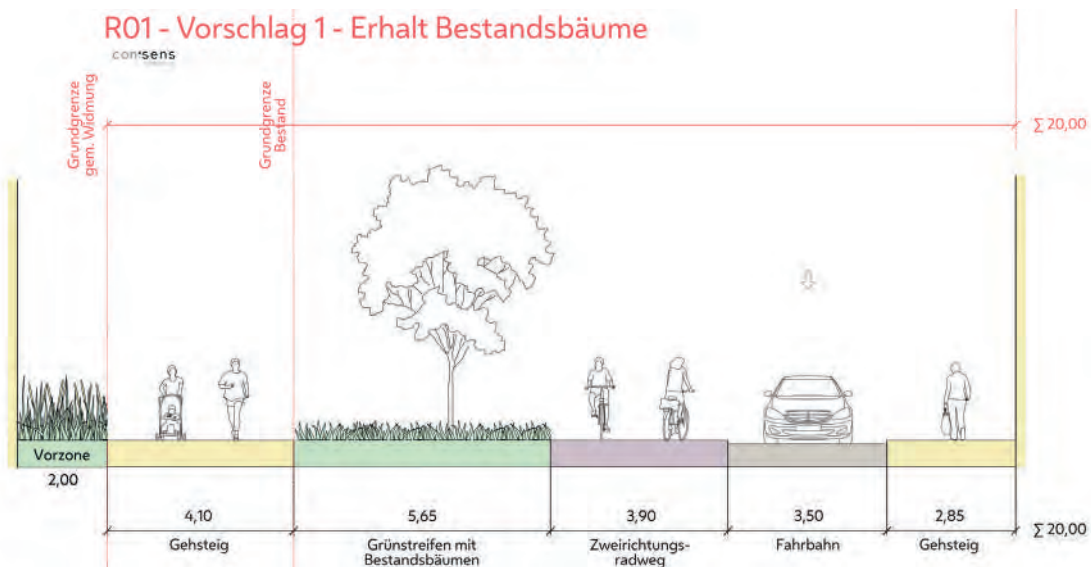 R01 - Vorschlag 1 - Erhalt Bestandsbäume
con·sens
Grundgrenze
gem. Widmung
Grundgrenze
Bestand
∑ 20,00
Vorzone
2,00
4,10
5,65
3,90
3,50
2,85
∑ 20,00
Gehsteig
Grünstreifen mit
Bestandsbäumen
Zweirichtungs-
radweg
Fahrbahn
Gehsteig